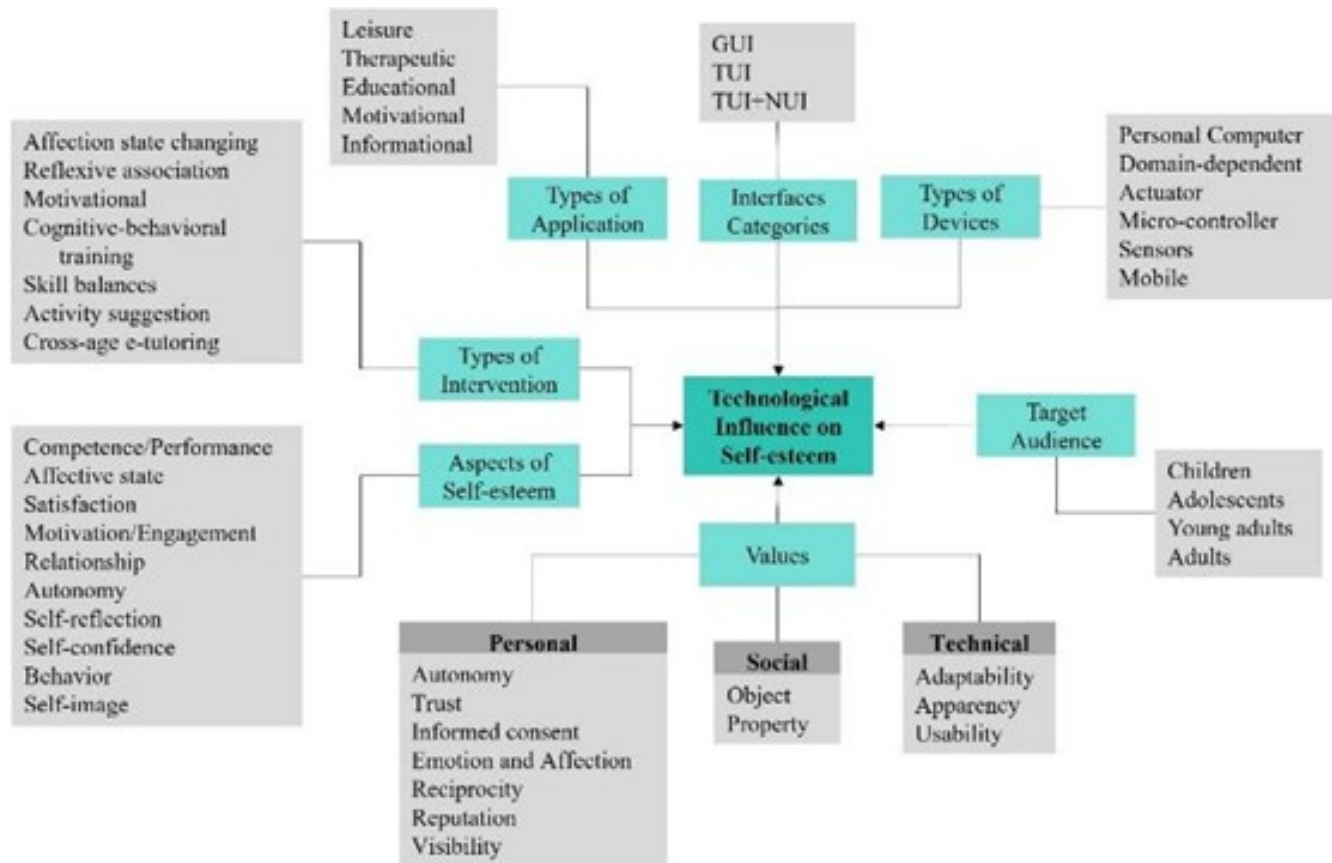 Leisure
Therapeutic
Educational
Motivational
Informational
GUI
TUI
TUI+NUI
Affection state changing
Reflexive association
Motivational
Cognitive-behavioral
training
Skill balances
Activity suggestion
Cross-age e-tutoring
Types of
Application
Interfaces
Categories
Types of
Devices
Personal Computer
Domain-dependent
Actuator
Micro-controller
Sensors
Mobile
Types of
Intervention
Technological
Influence on
Self-esteem
Target
Audience
Children
Adolescents
Young adults
Adults
Aspects of
Self-esteem
Competence/Performance
Affective state
Satisfaction
Motivation/Engagement
Relationship
Autonomy
Self-reflection
Self-confidence
Behavior
Self-image
Values
Personal
Autonomy
Trust
Informed consent
Emotion and Affection
Reciprocity
Reputation
Visibility
Social
Object
Property
Technical
Adaptability
Apparency
Usability